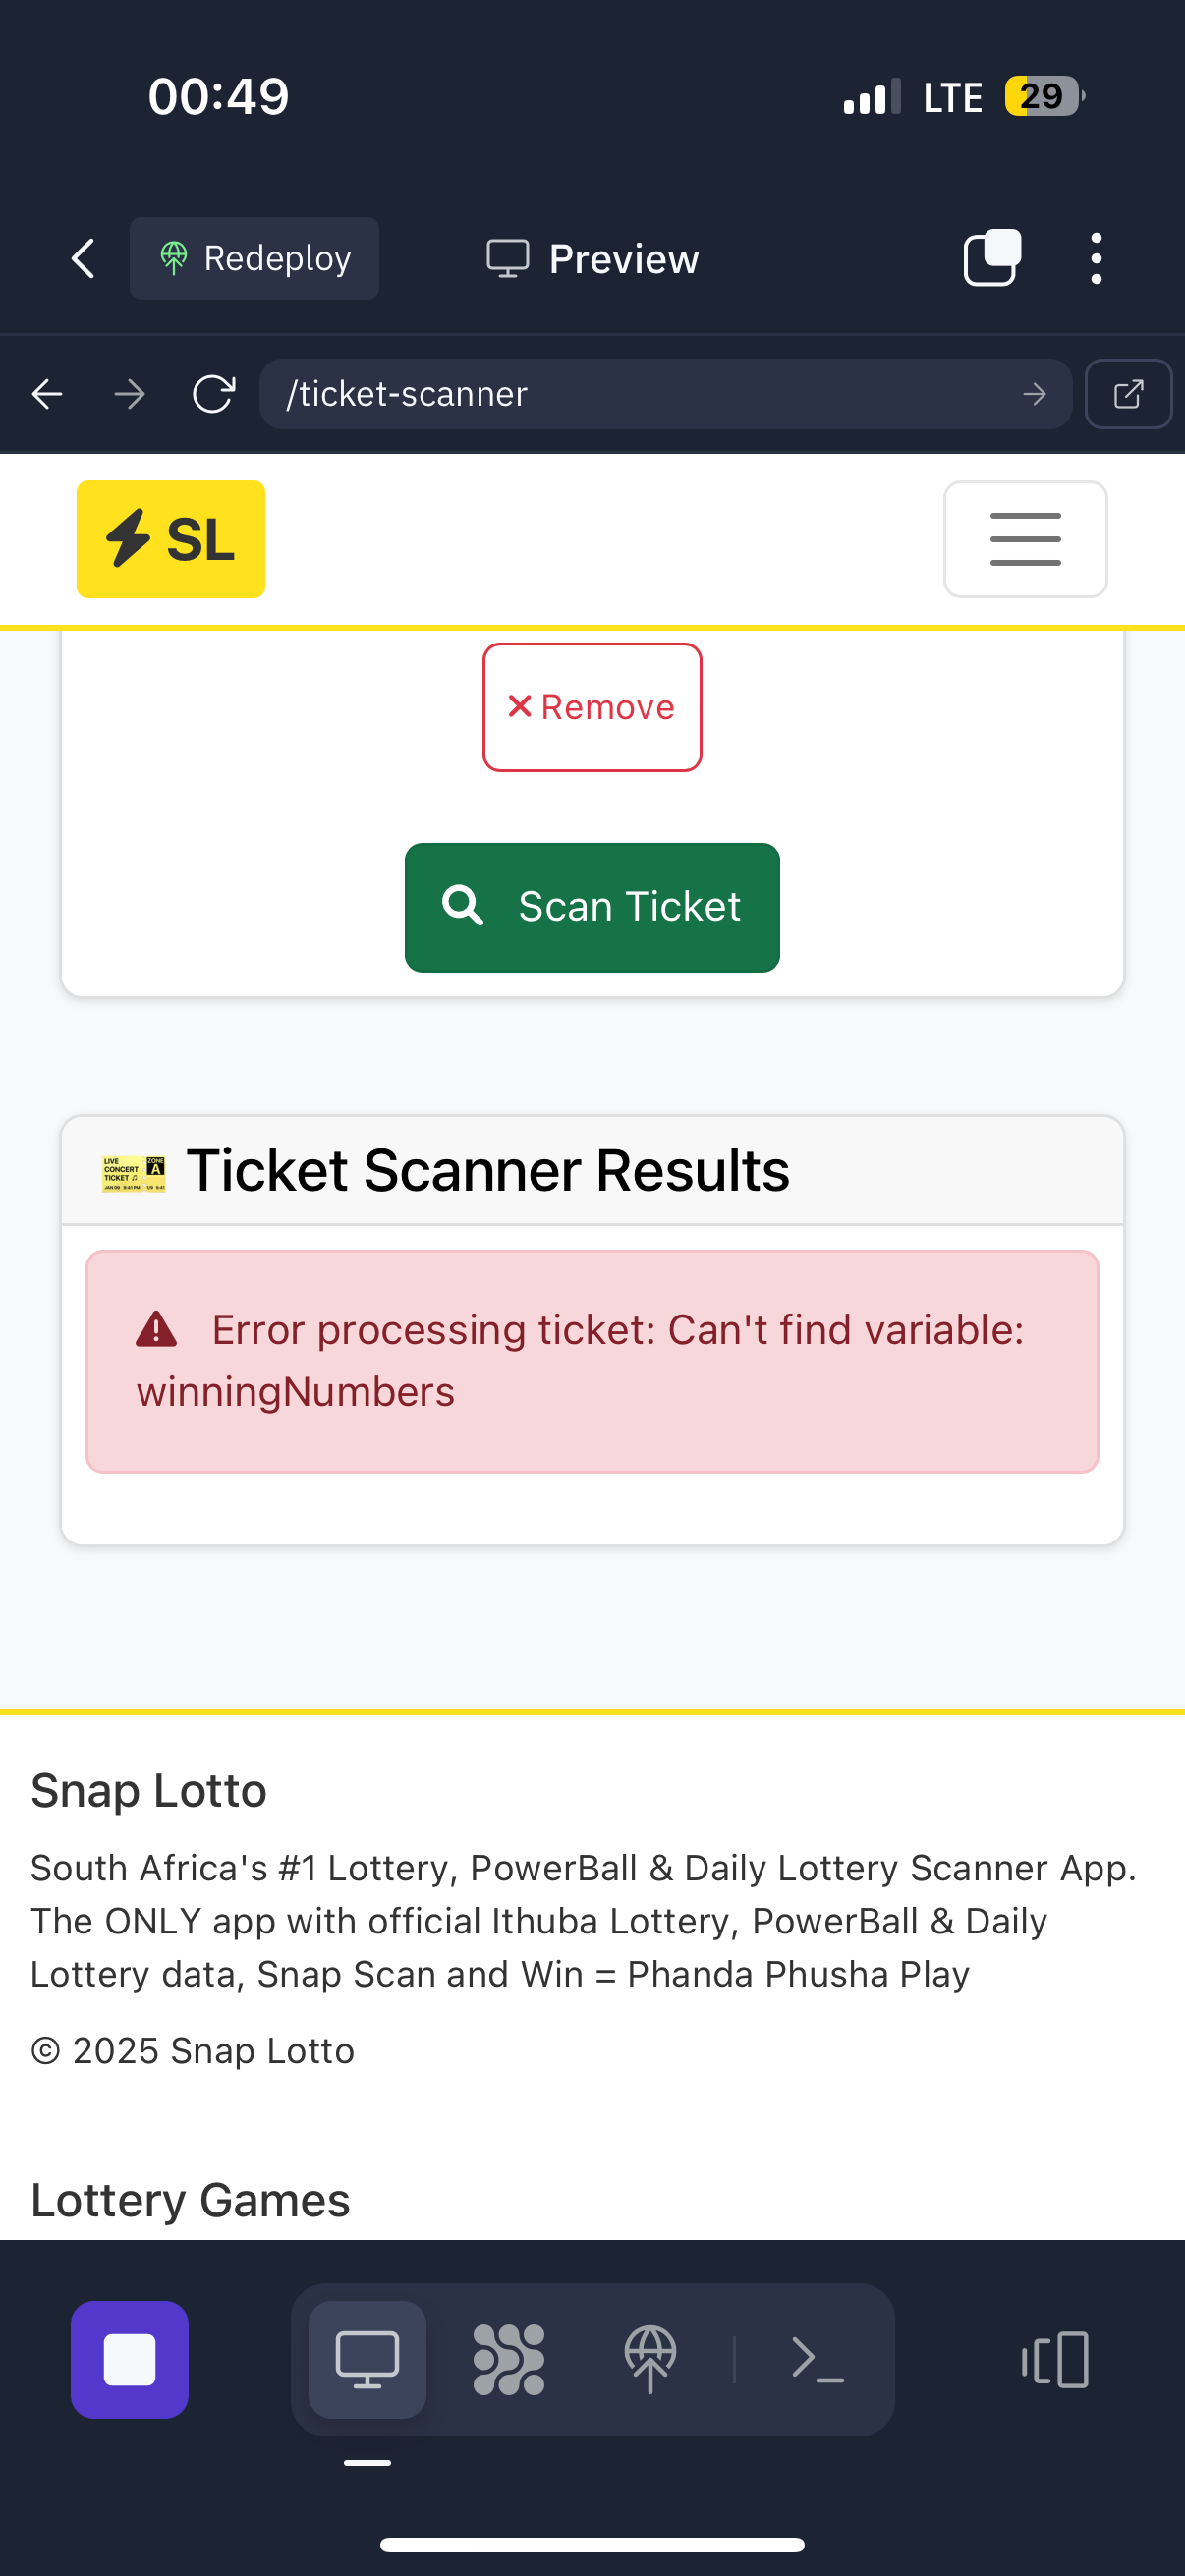 00:49
LTE 29
Redeploy
Preview
/ticket-scanner
SL
Remove
Scan Ticket
LIVE
CONCERT
TICKET
ZONE
A
Ticket Scanner Results
Error processing ticket: Can't find variable:
winningNumbers
Snap Lotto
South Africa's #1 Lottery, PowerBall & Daily Lottery Scanner App.
The ONLY app with official Ithuba Lottery, PowerBall & Daily
Lottery data, Snap Scan and Win = Phanda Phusha Play
© 2025 Snap Lotto
Lottery Games